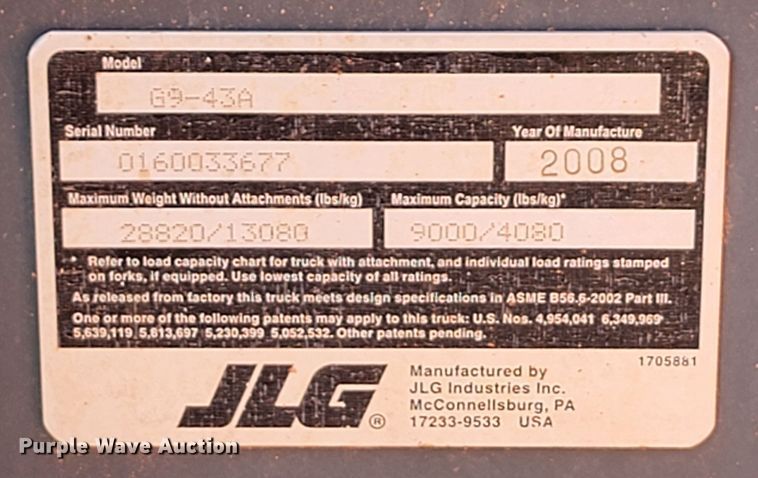 Model
G9-43A
Serial Number Year Of Manufacture
0160033677 2008
Maximum Weight Without Attachments (lbs/kg) Maximum Capacity (lbs/kg)*
28820/13080 9000/4080
* Refer to load capacity chart for truck with attachment, and individual load ratings stamped
on forks, if equipped. Use lowest capacity of all ratings.
As released from factory this truck meets design specifications in ASME B56.6-2002 Part III.
One or more of the following patents may apply to this truck: U.S. Nos. 4,954,041 6,349,969
5,639,119 5,613,697 5,230,399 5,052,532. Other patents pending.
1705881
JLG®
Manufactured by
JLG Industries Inc.
McConnellsburg, PA
17233-9533 USA
Purple Wave Auction